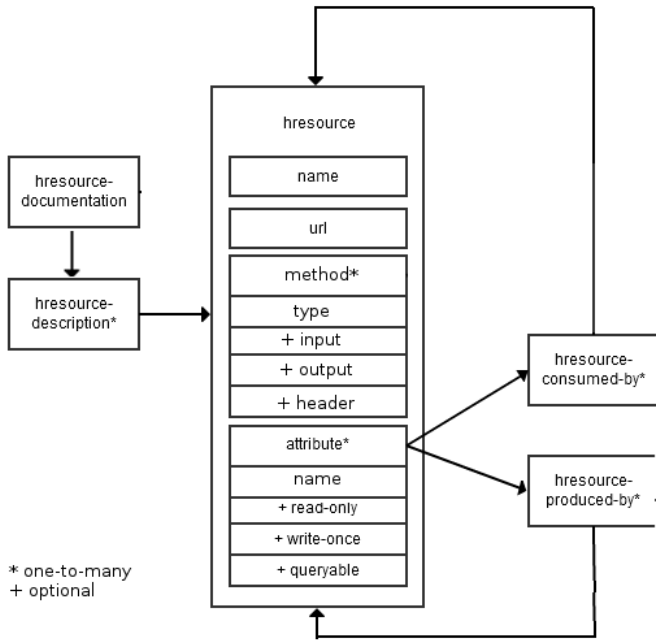 hresource
name
hresource-
documentation
url
method*
hresource-
description*
type
+ input
+ output
+ header
hresource-
consumed-by*
attribute*
name
hresource-
produced-by*
+ read-only
+ write-once
+ queryable
* one-to-many
+ optional